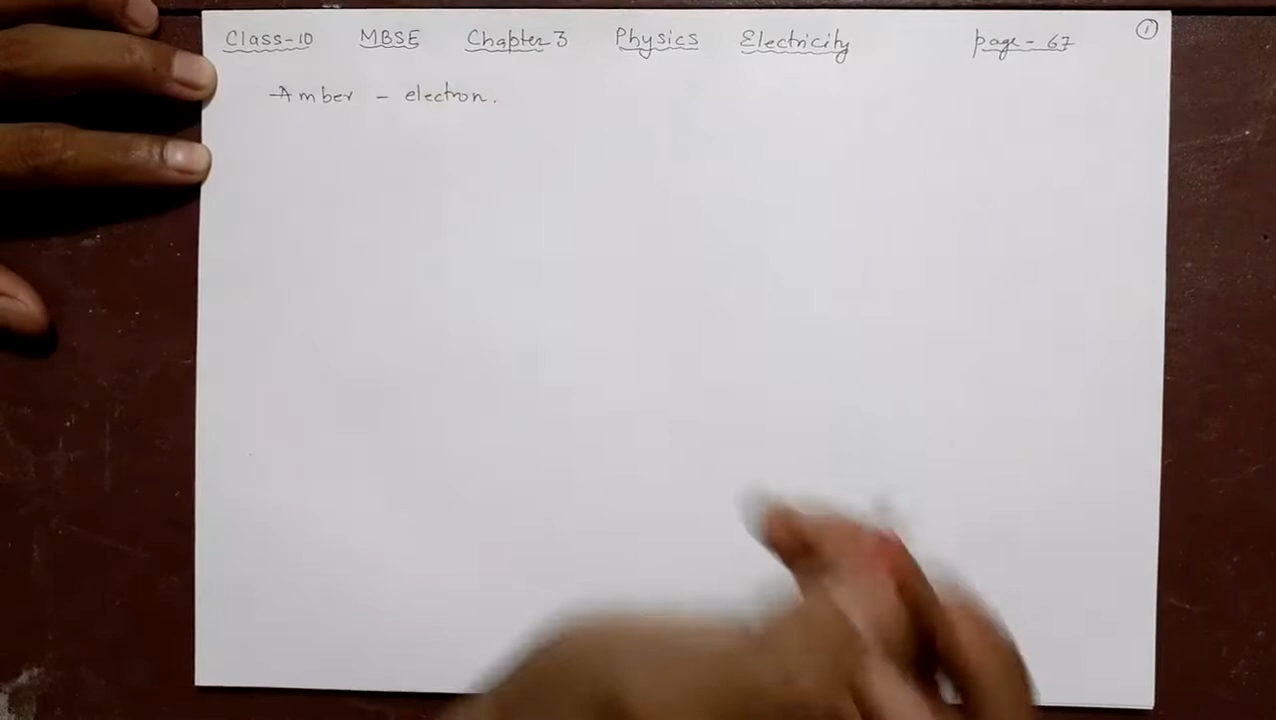 Class-10 MBSE Chapter 3 Physics Electricity page - 67 1
Amber - electron.